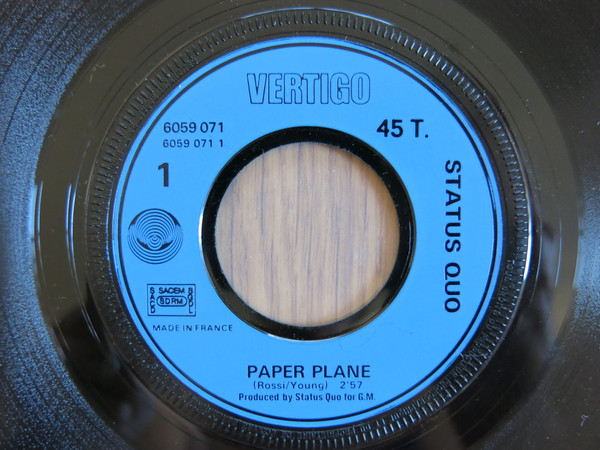 VERTIGO
6059 071
6059 071 1
45 T.
1
STATUS QUO
SACEM
SDRM
SACD
MADE IN FRANCE
PAPER PLANE
(Rossi/Young) 2'57
Produced by Status Quo for G.M.